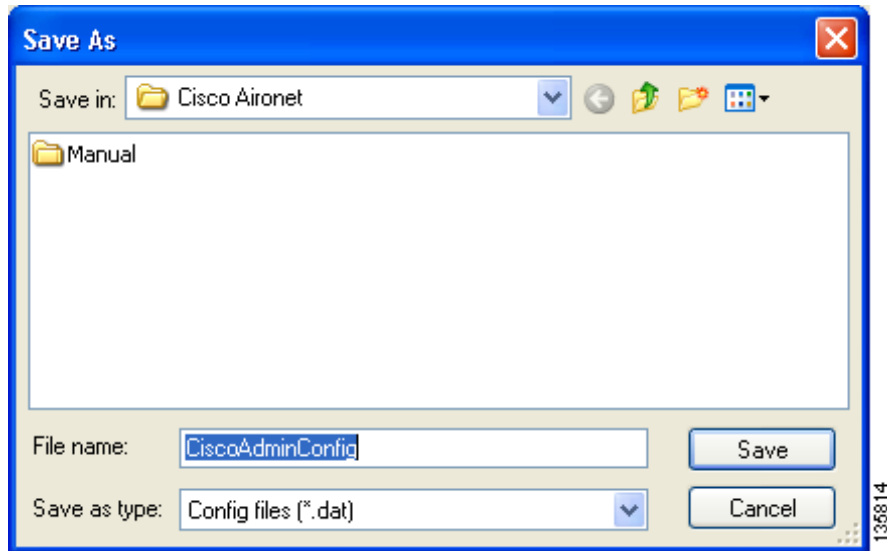 Save As
Save in: Cisco Aironet
Manual
File name: CiscoAdminConfig Save
Save as type: Config files (*.dat) Cancel
135814